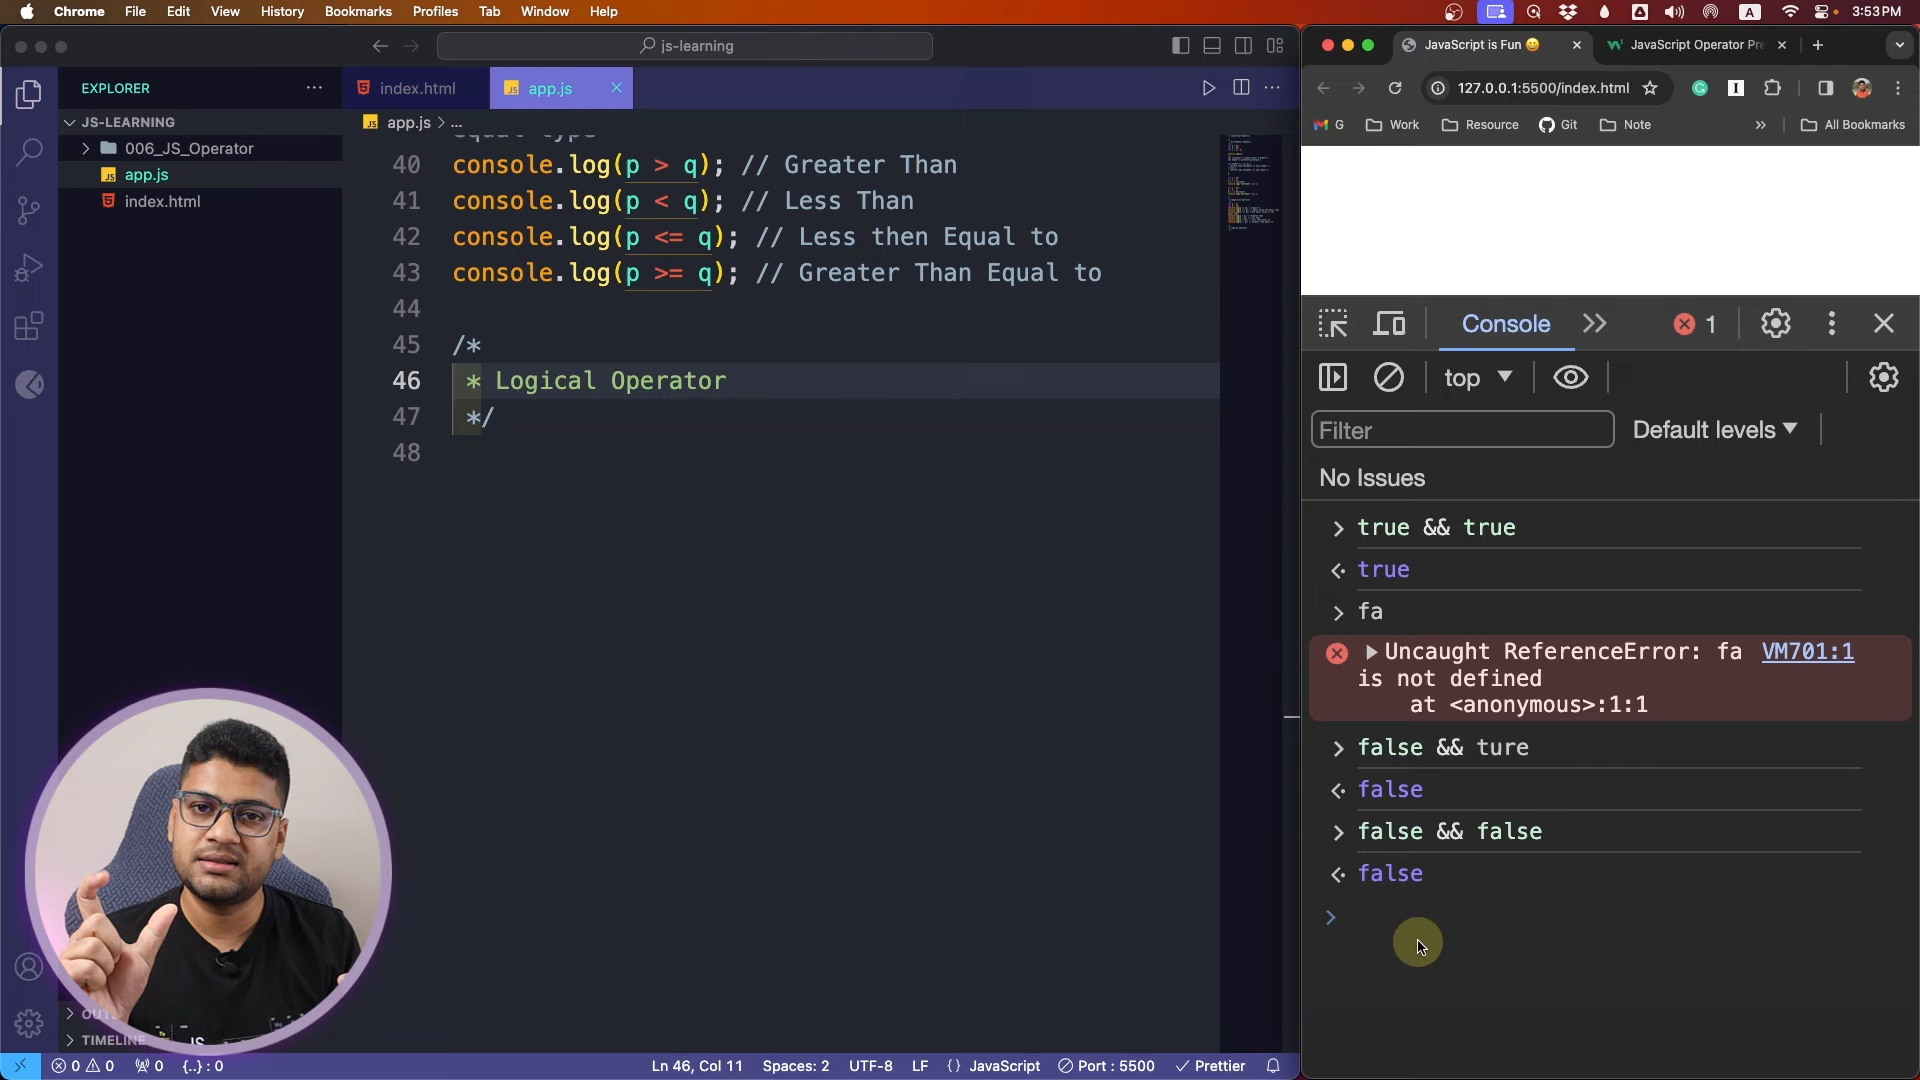 Chrome File Edit View History Bookmarks Profiles Tab Window Help A 3:53 PM
js-learning
JavaScript is Fun 😀
JavaScript Operator Pre
EXPLORER
index.html
app.js
127.0.0.1:5500/index.html
JS-LEARNING
app.js > ...
G Work Resource Git Note » All Bookmarks
006_JS_Operator
app.js
index.html
equal type
40 console.log(p > q); // Greater Than
41 console.log(p < q); // Less Than
42 console.log(p <= q); // Less then Equal to
43 console.log(p >= q); // Greater Than Equal to
44
45 /*
46 * Logical Operator
47 */
48
Console 1
top
Filter
Default levels
No Issues
> true && true
true
> fa
Uncaught ReferenceError: fa VM701:1
is not defined
at <anonymous>:1:1
> false && ture
false
> false && false
false
>
TIMELINE
0 0 0 {..} : 0 Ln 46, Col 11 Spaces: 2 UTF-8 LF {} JavaScript Port : 5500 Prettier